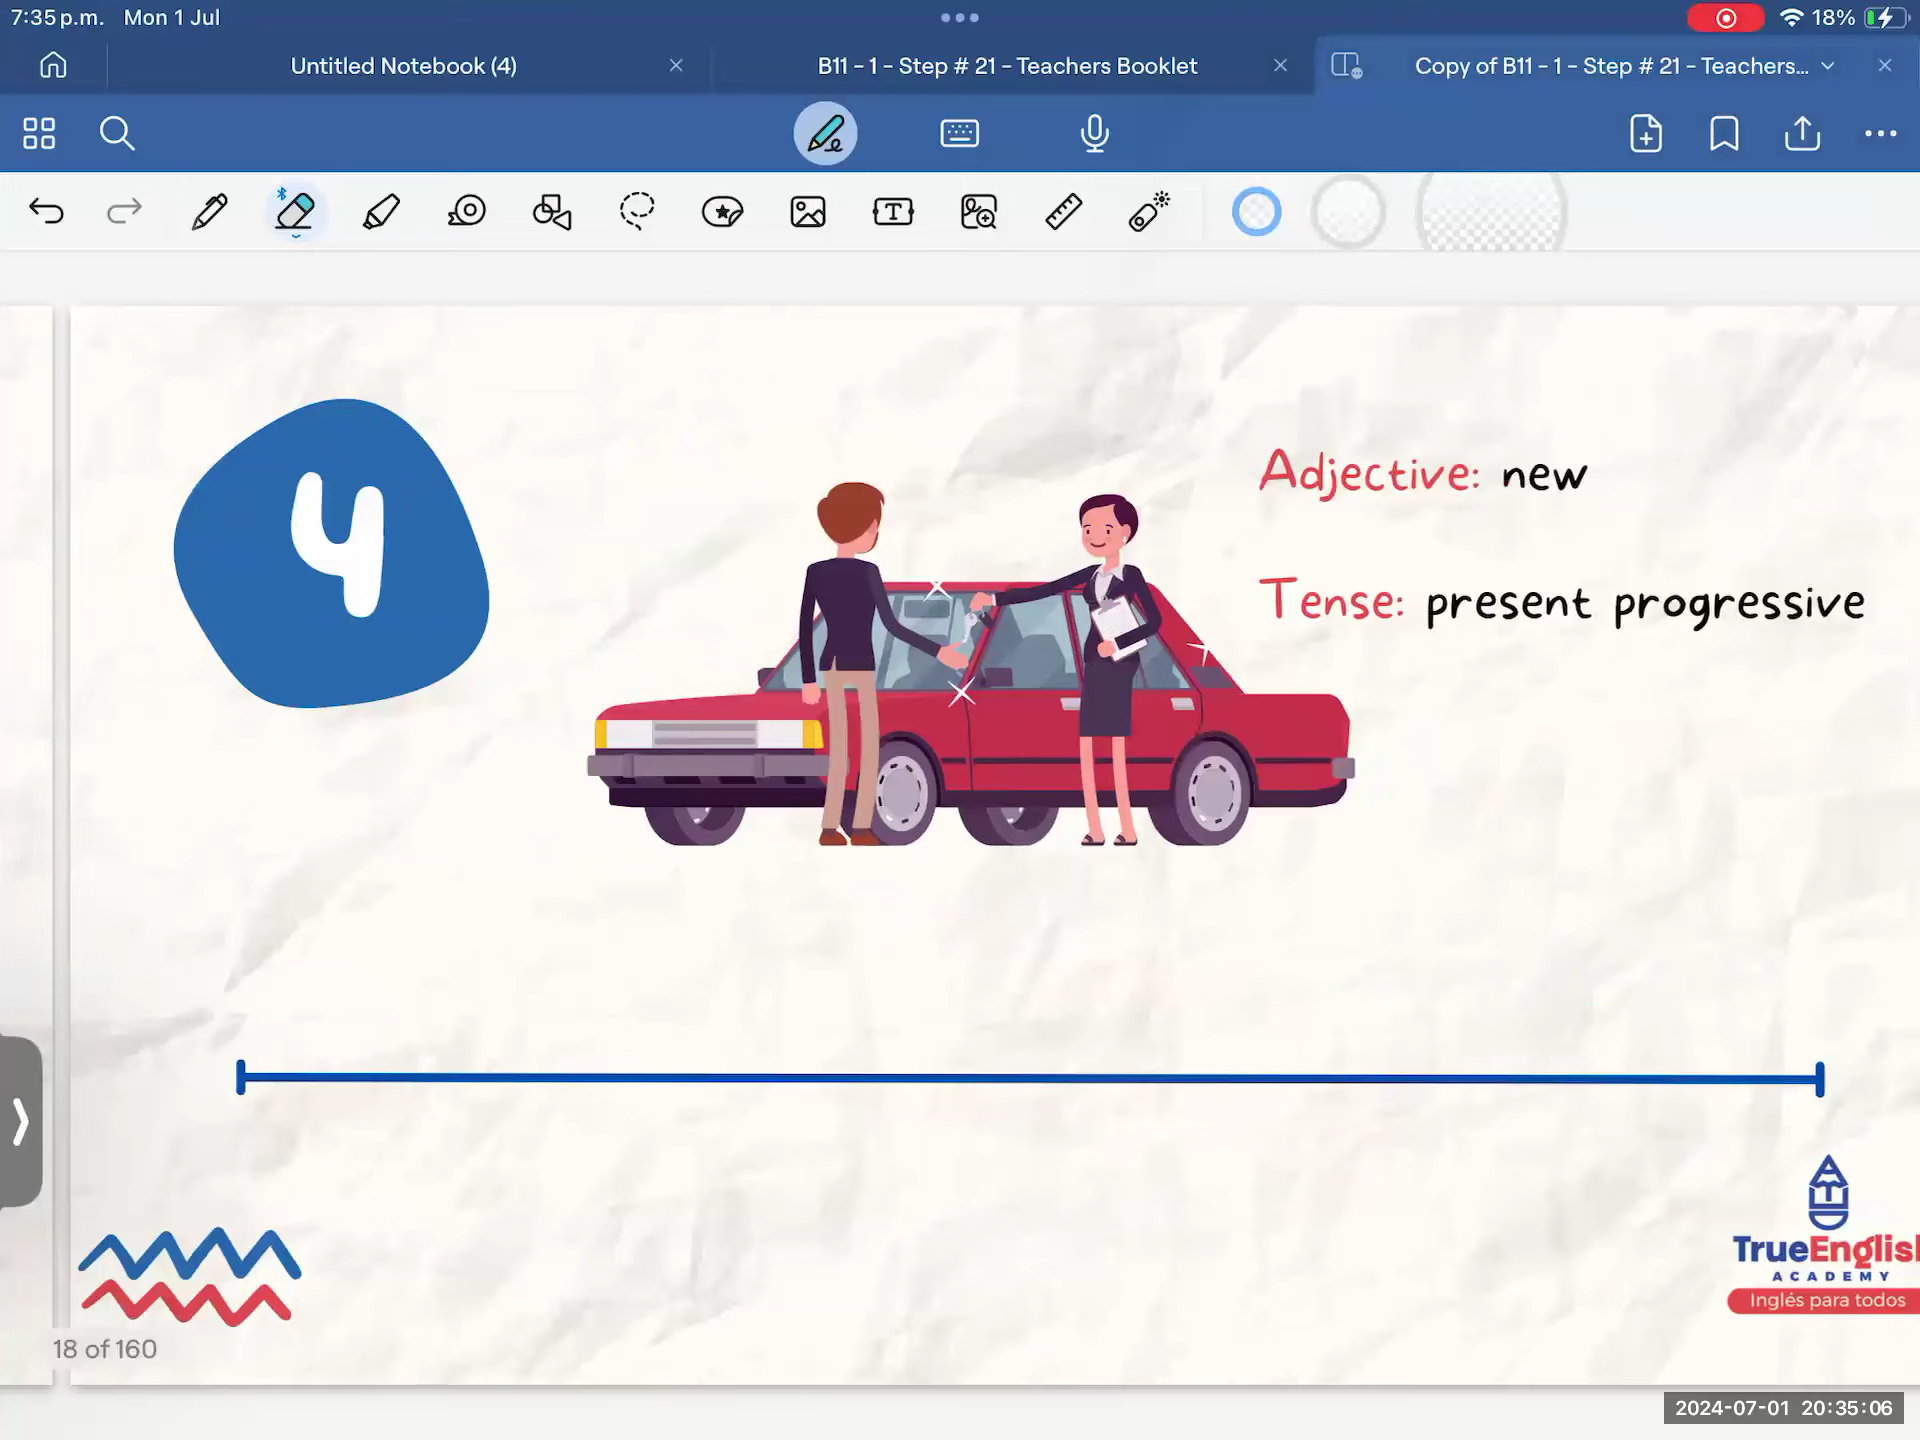 7:35 p.m. Mon 1 Jul
18%
Untitled Notebook (4)
B11 - 1 - Step # 21 - Teachers Booklet
Copy of B11 - 1 - Step # 21 - Teachers...
4
Adjective: new
Tense: present progressive
TrueEnglish
ACADEMY
Inglés para todos
18 of 160
2024-07-01 20:35:06